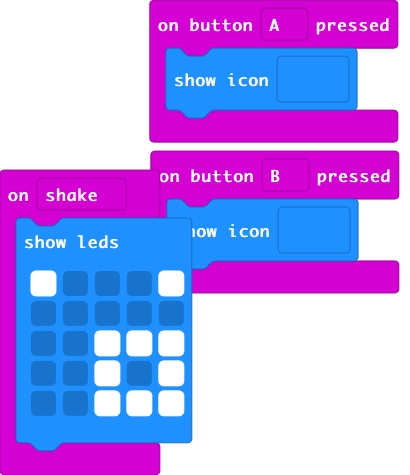 on button A pressed
show icon
on button B pressed
how icon
on shake
show leds